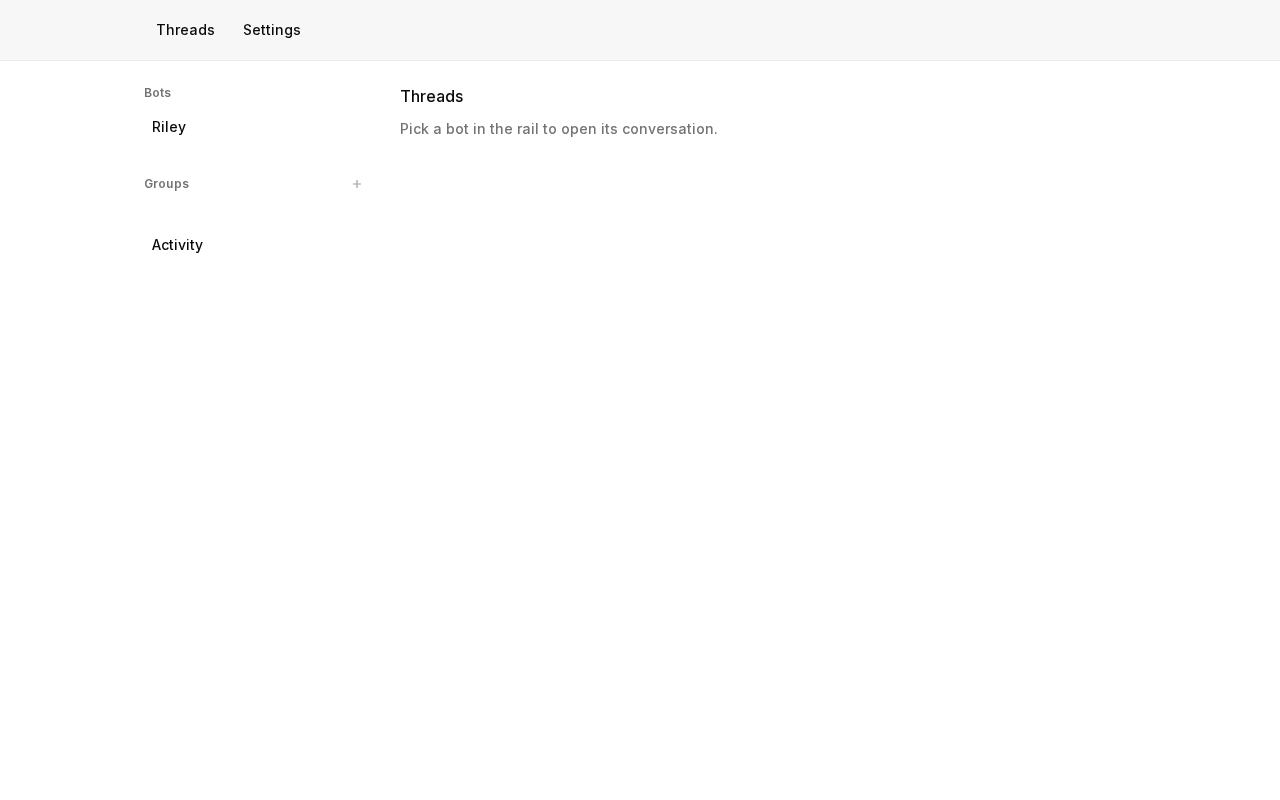 Threads Settings
Bots
Riley
Groups +
Activity
Threads
Pick a bot in the rail to open its conversation.